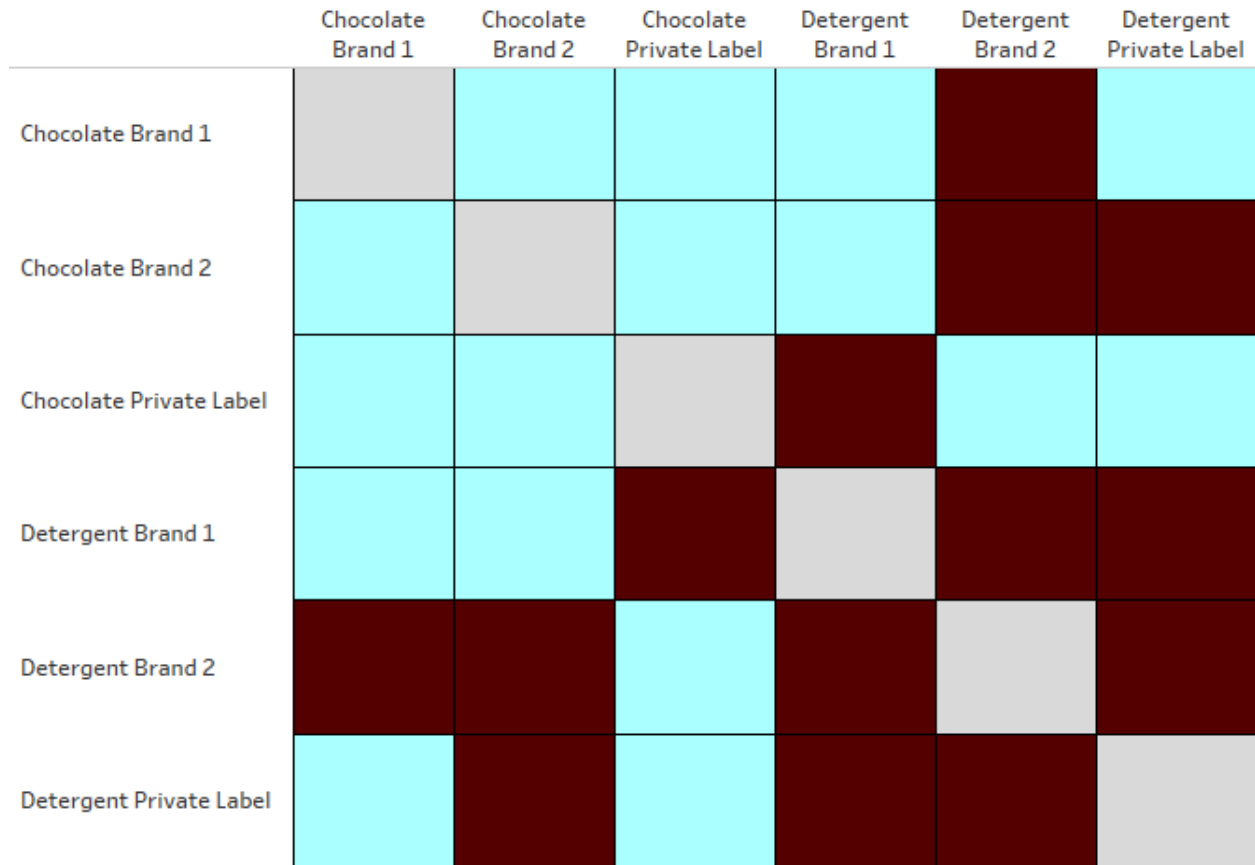 Chocolate
Brand 1
Chocolate
Brand 2
Chocolate
Private Label
Detergent
Brand 1
Detergent
Brand 2
Detergent
Private Label
Chocolate Brand 1
Chocolate Brand 2
Chocolate Private Label
Detergent Brand 1
Detergent Brand 2
Detergent Private Label